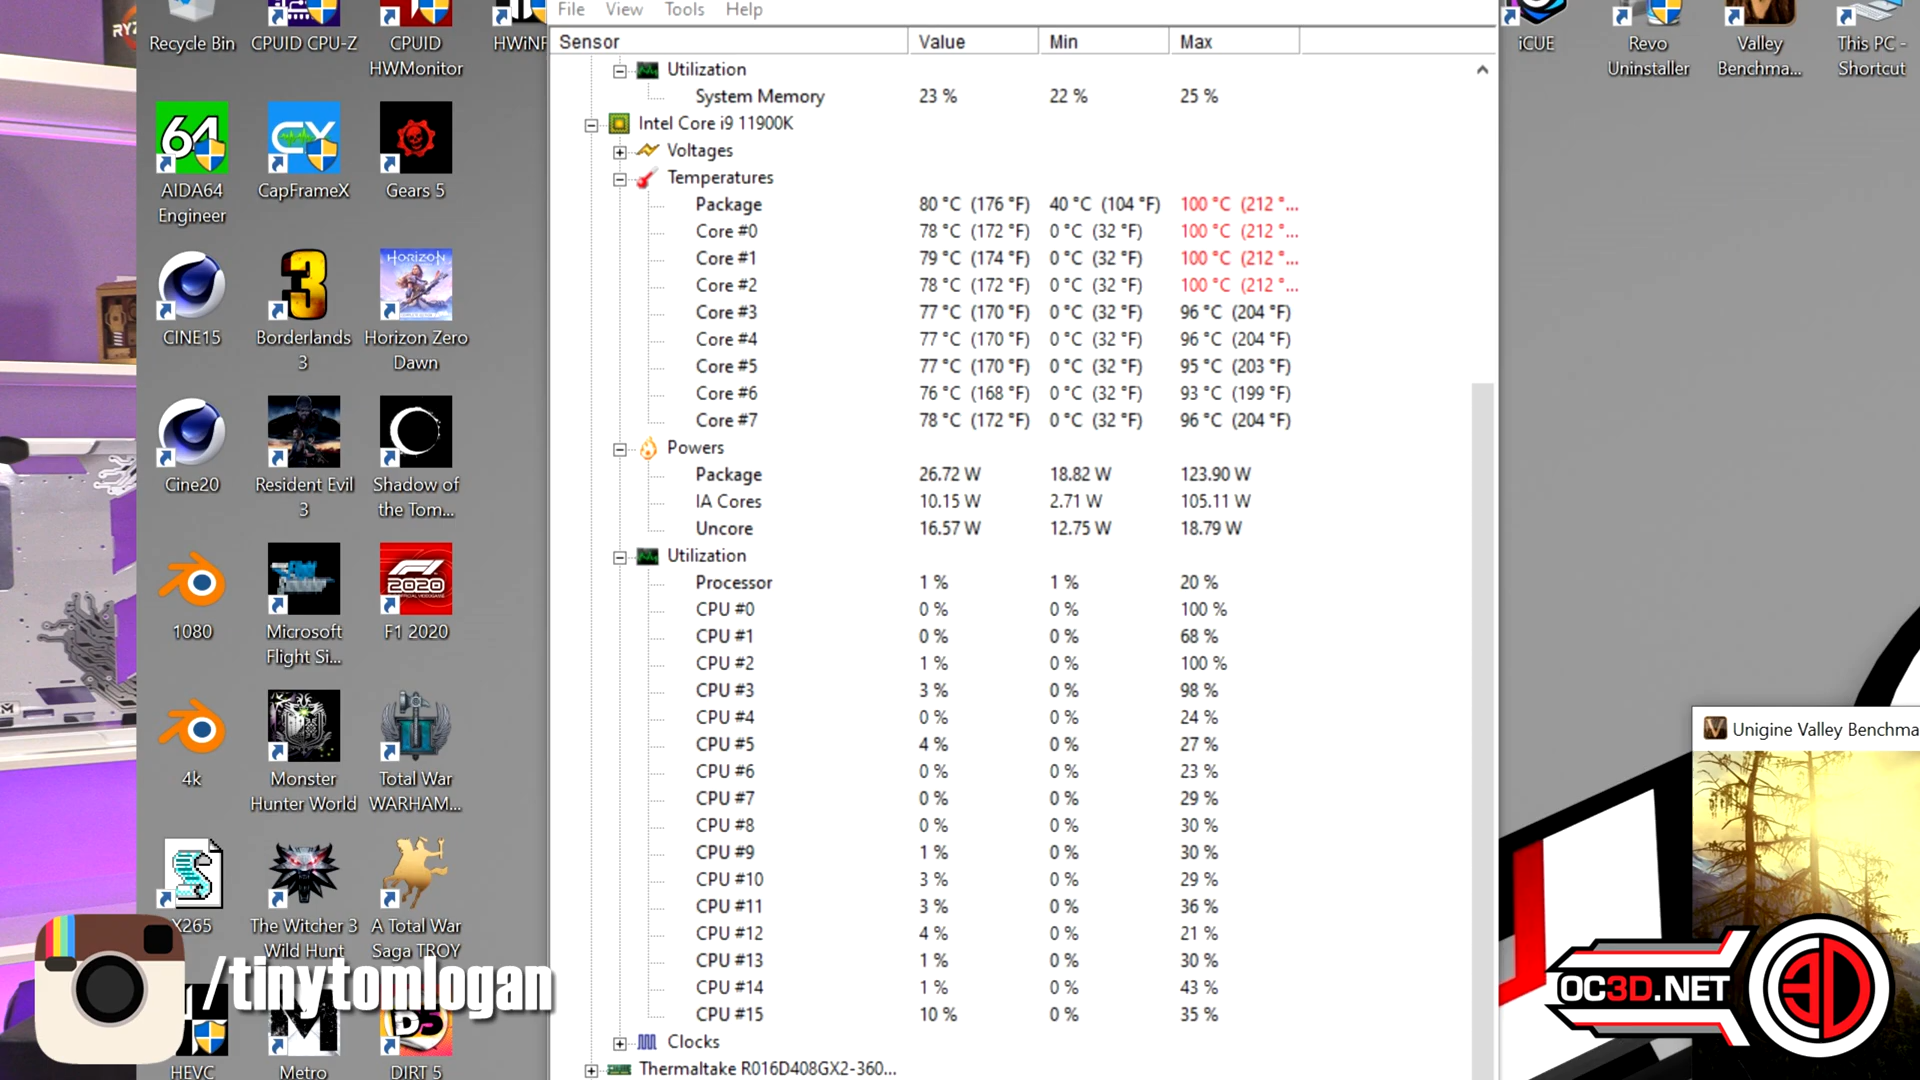 File View Tools Help
Sensor Value Min Max
Utilization
System Memory 23 % 22 % 25 %
Intel Core i9 11900K
Voltages
Temperatures
Package 80 °C (176 °F) 40 °C (104 °F) 100 °C (212 °...
Core #0 78 °C (172 °F) 0 °C (32 °F) 100 °C (212 °...
Core #1 79 °C (174 °F) 0 °C (32 °F) 100 °C (212 °...
Core #2 78 °C (172 °F) 0 °C (32 °F) 100 °C (212 °...
Core #3 77 °C (170 °F) 0 °C (32 °F) 96 °C (204 °F)
Core #4 77 °C (170 °F) 0 °C (32 °F) 96 °C (204 °F)
Core #5 77 °C (170 °F) 0 °C (32 °F) 95 °C (203 °F)
Core #6 76 °C (168 °F) 0 °C (32 °F) 93 °C (199 °F)
Core #7 78 °C (172 °F) 0 °C (32 °F) 96 °C (204 °F)
Powers
Package 26.72 W 18.82 W 123.90 W
IA Cores 10.15 W 2.71 W 105.11 W
Uncore 16.57 W 12.75 W 18.79 W
Utilization
Processor 1 % 1 % 20 %
CPU #0 0 % 0 % 100 %
CPU #1 0 % 0 % 68 %
CPU #2 1 % 0 % 100 %
CPU #3 3 % 0 % 98 %
CPU #4 0 % 0 % 24 %
CPU #5 4 % 0 % 27 %
CPU #6 0 % 0 % 23 %
CPU #7 0 % 0 % 29 %
CPU #8 0 % 0 % 30 %
CPU #9 1 % 0 % 30 %
CPU #10 3 % 0 % 29 %
CPU #11 3 % 0 % 36 %
CPU #12 4 % 0 % 21 %
CPU #13 1 % 0 % 30 %
CPU #14 1 % 0 % 43 %
CPU #15 10 % 0 % 35 %
Clocks
Thermaltake R016D408GX2-360...
Recycle Bin
CPUID CPU-Z
CPUID
HWMonitor
HWiNF
64
AIDA64
Engineer
CX
CapFrameX
Gears 5
CINE15
3
Borderlands
3
HORIZON
Horizon Zero
Dawn
Cine20
Resident Evil
3
Shadow of
the Tom...
1080
Microsoft
Flight Si...
F1
2020
F1 2020
4k
Monster
Hunter World
Total War
WARHAM...
X265
The Witcher 3
Wild Hunt
A Total War
Saga TROY
HEVC
M
Metro
D5
DIRT 5
/tinytomlogan
iCUE
Revo
Uninstaller
Valley
Benchma...
This PC -
Shortcut
Unigine Valley Benchma
OC3D.NET
3D
RYZ